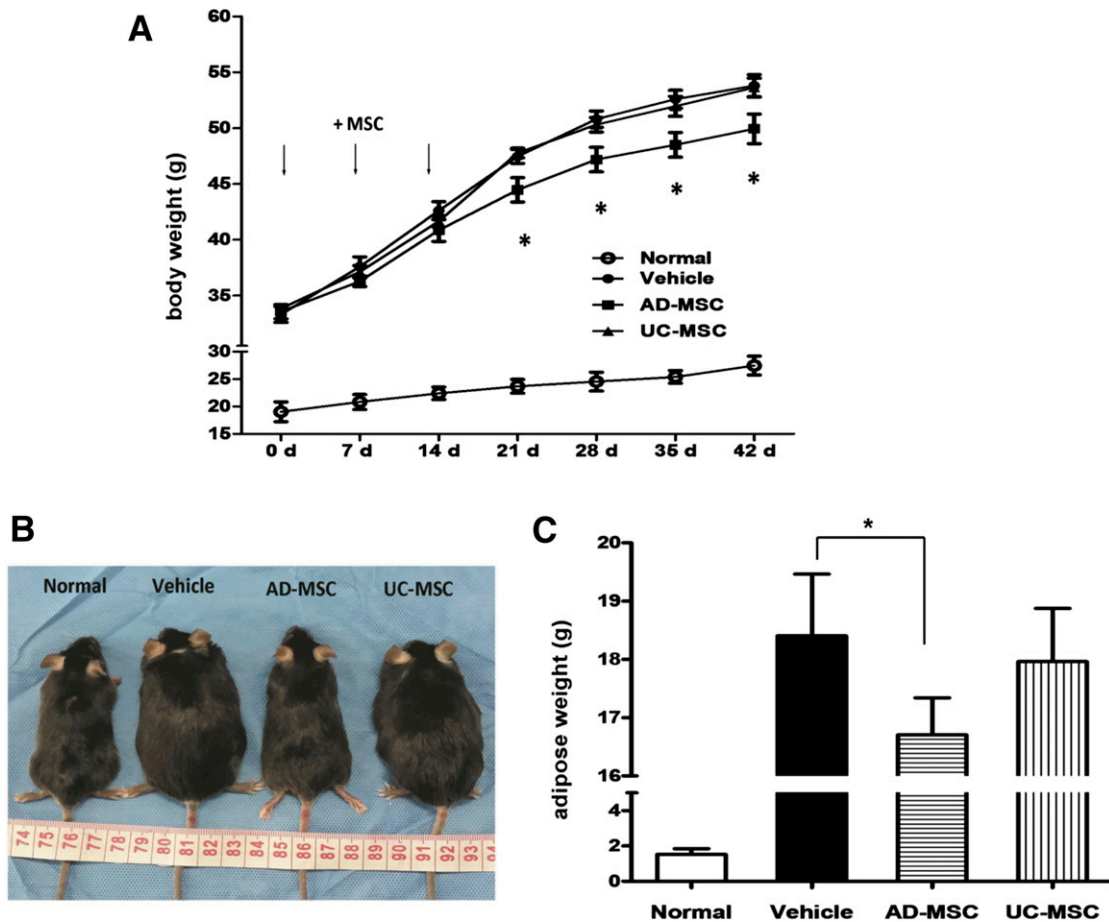 A
60
55
50
45
40
35
30
25
20
15
body weight (g)
+ MSC
*
*
*
*
Normal
Vehicle
AD-MSC
UC-MSC
0 d 7 d 14 d 21 d 28 d 35 d 42 d
B
Normal Vehicle AD-MSC UC-MSC
74 75 76 77 78 79 80 81 82 83 84 85 86 87 88 89 90 91 92 93
C
20
19
18
17
16
4
2
0
adipose weight (g)
*
Normal Vehicle AD-MSC UC-MSC